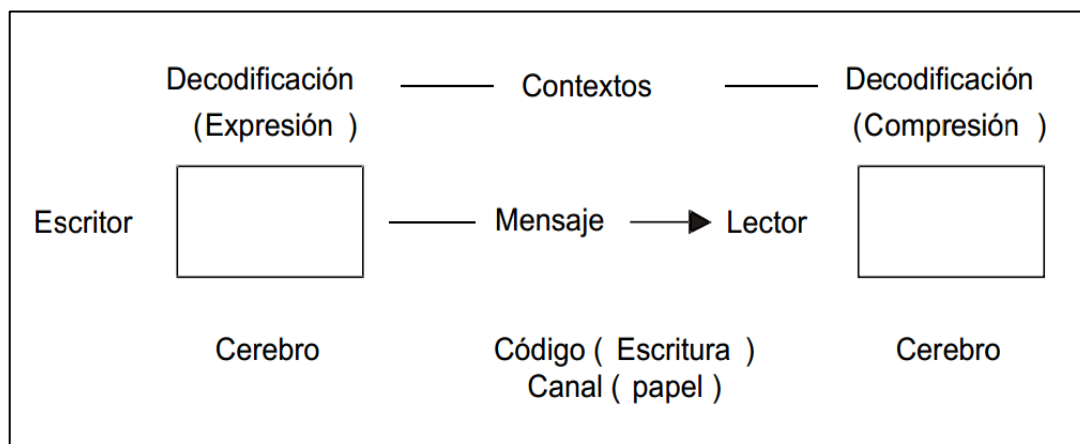 Decodificación Contextos Decodificación
(Expresión ) (Compresión )
Escritor Mensaje Lector
Cerebro Código ( Escritura ) Cerebro
Canal ( papel )